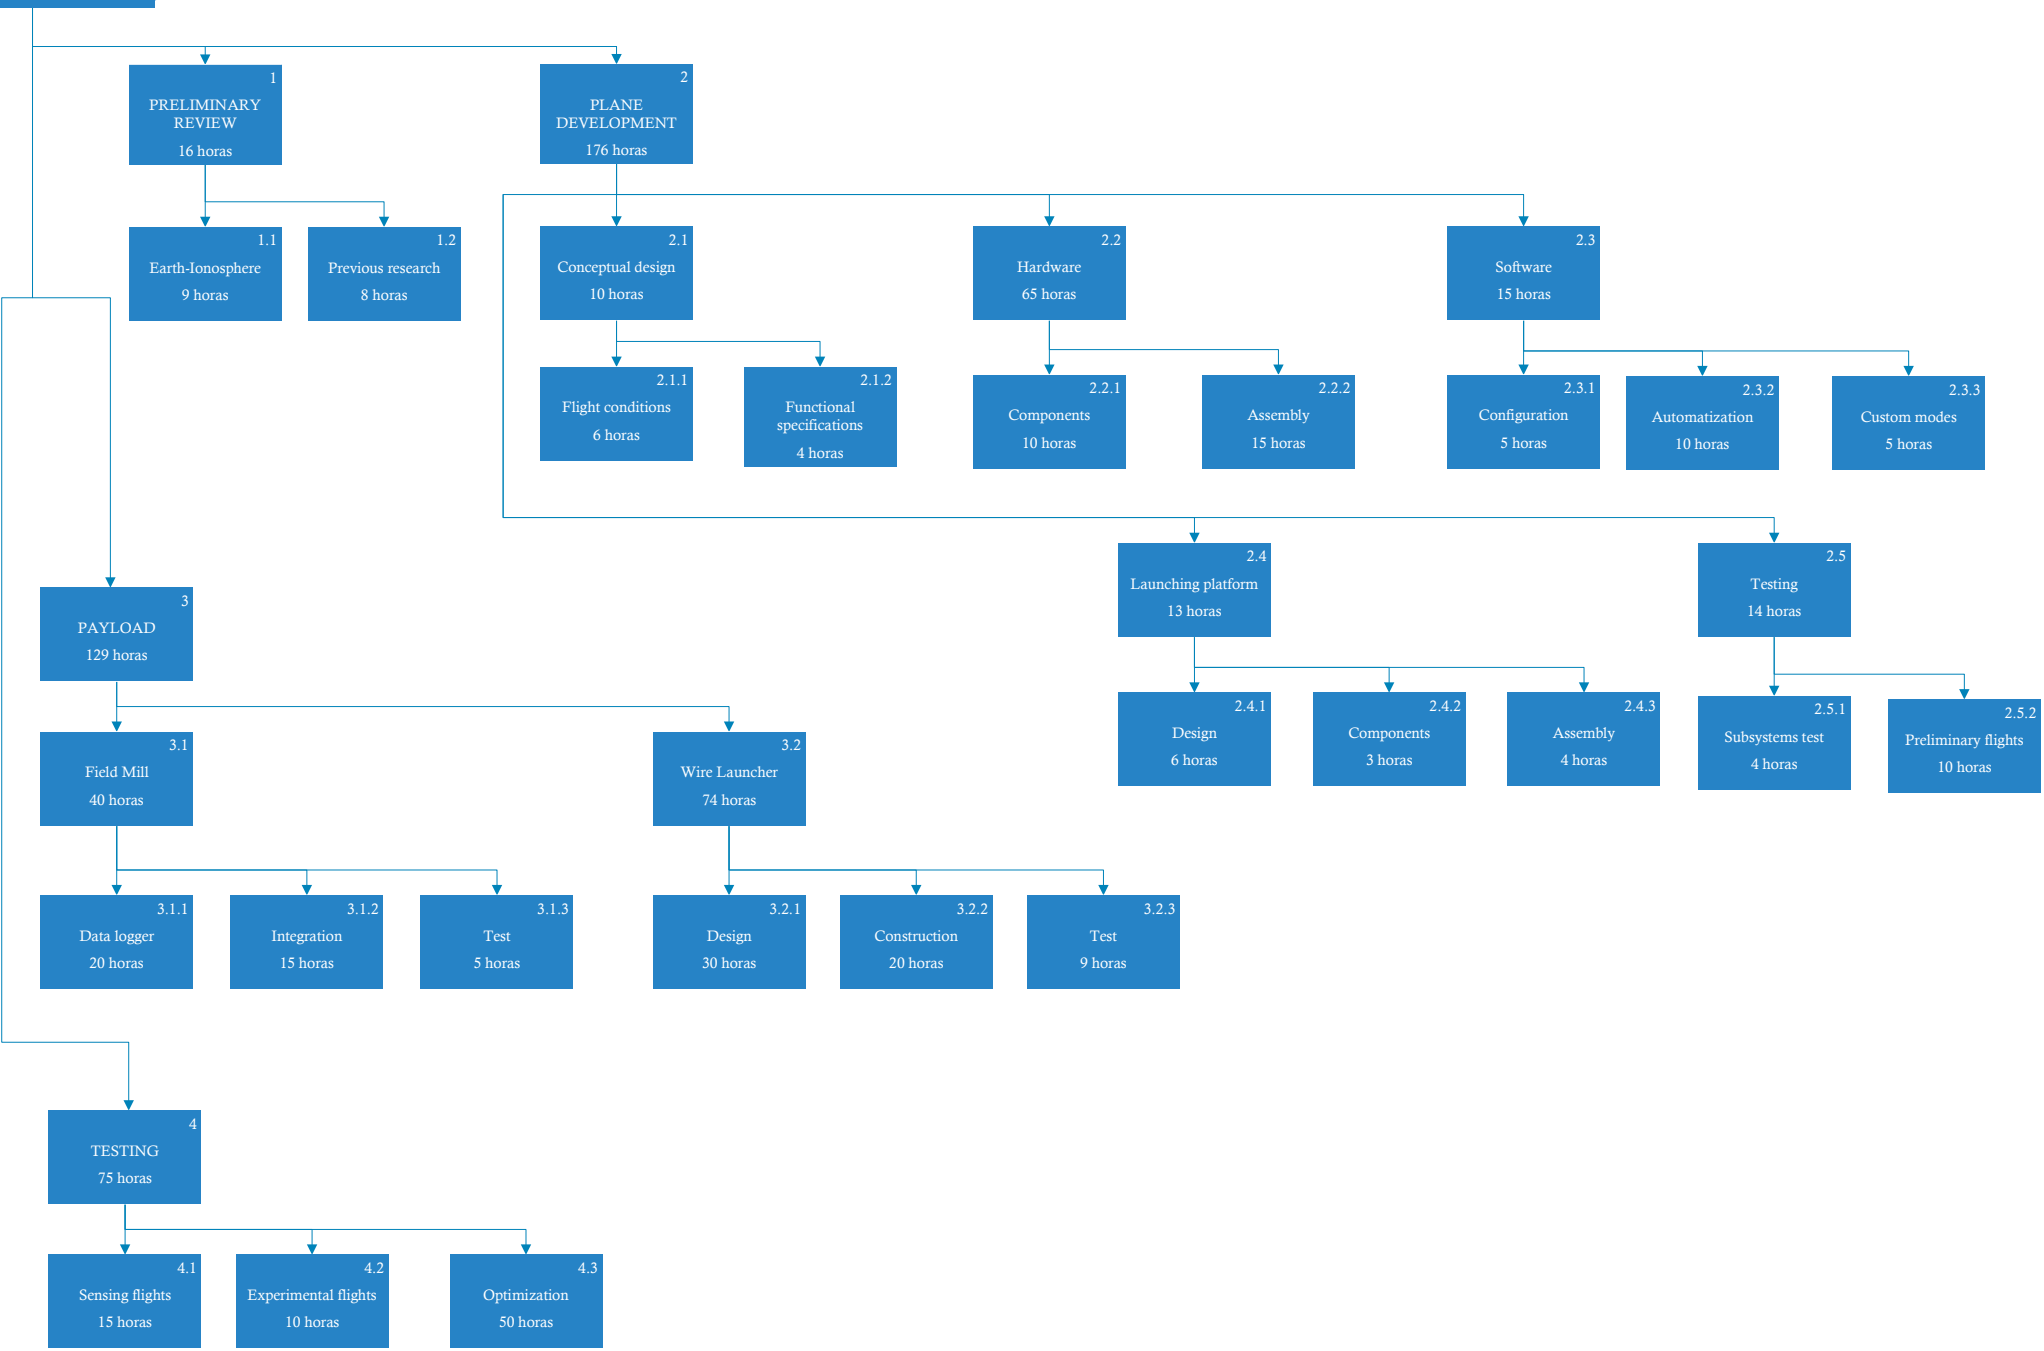 1
PRELIMINARY
REVIEW
16 horas
2
PLANE
DEVELOPMENT
176 horas
1.1
Earth-Ionosphere
9 horas
1.2
Previous research
8 horas
2.1
Conceptual design
10 horas
2.2
Hardware
65 horas
2.3
Software
15 horas
2.1.1
Flight conditions
6 horas
2.1.2
Functional
specifications
4 horas
2.2.1
Components
10 horas
2.2.2
Assembly
15 horas
2.3.1
Configuration
5 horas
2.3.2
Automatization
10 horas
2.3.3
Custom modes
5 horas
2.4
Launching platform
13 horas
2.5
Testing
14 horas
2.4.1
Design
6 horas
2.4.2
Components
3 horas
2.4.3
Assembly
4 horas
2.5.1
Subsystems test
4 horas
2.5.2
Preliminary flights
10 horas
3
PAYLOAD
129 horas
3.1
Field Mill
40 horas
3.2
Wire Launcher
74 horas
3.1.1
Data logger
20 horas
3.1.2
Integration
15 horas
3.1.3
Test
5 horas
3.2.1
Design
30 horas
3.2.2
Construction
20 horas
3.2.3
Test
9 horas
4
TESTING
75 horas
4.1
Sensing flights
15 horas
4.2
Experimental flights
10 horas
4.3
Optimization
50 horas